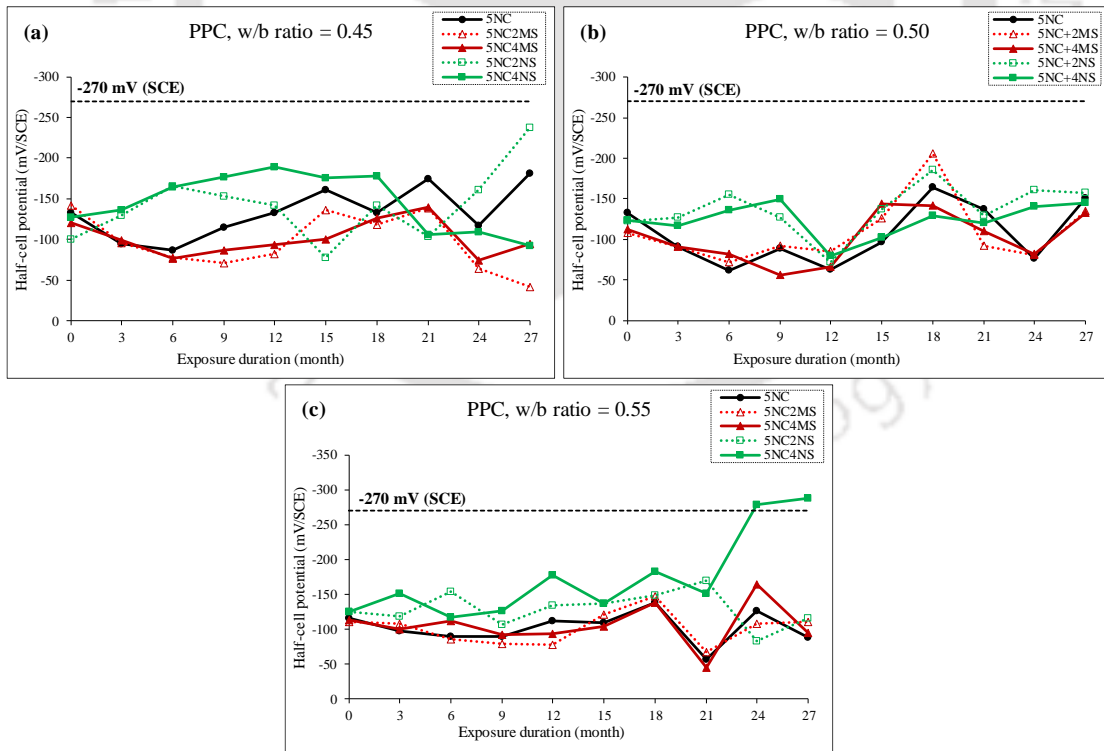 (a)
PPC, w/b ratio = 0.45
5NC
5NC2MS
5NC4MS
5NC2NS
5NC4NS
-270 mV (SCE)
Half-cell potential (mV/SCE)
-300
-250
-200
-150
-100
-50
0
0 3 6 9 12 15 18 21 24 27
Exposure duration (month)
(b)
PPC, w/b ratio = 0.50
5NC
5NC+2MS
5NC+4MS
5NC+2NS
5NC+4NS
-270 mV (SCE)
Half-cell potential (mV/SCE)
-300
-250
-200
-150
-100
-50
0
0 3 6 9 12 15 18 21 24 27
Exposure duration (month)
(c)
PPC, w/b ratio = 0.55
5NC
5NC2MS
5NC4MS
5NC2NS
5NC4NS
-270 mV (SCE)
Half-cell potential (mV/SCE)
-350
-300
-250
-200
-150
-100
-50
0
0 3 6 9 12 15 18 21 24 27
Exposure duration (month)